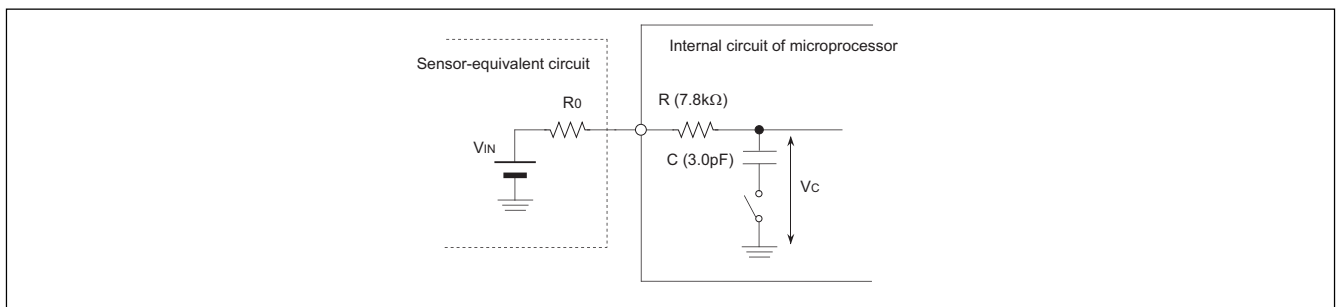 Internal circuit of microprocessor
Sensor-equivalent circuit
R0
R (7.8kΩ)
VIN
C (3.0pF)
VC